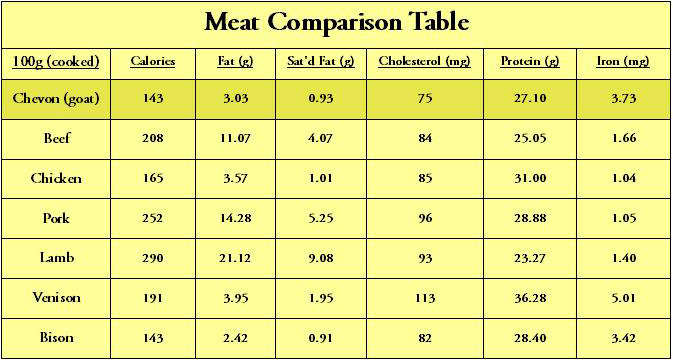 Meat Comparison Table
100g (cooked) Calories Fat (g) Sat'd Fat (g) Cholesterol (mg) Protein (g) Iron (mg)
Chevon (goat) 143 3.03 0.93 75 27.10 3.73
Beef 208 11.07 4.07 84 25.05 1.66
Chicken 165 3.57 1.01 85 31.00 1.04
Pork 252 14.28 5.25 96 28.88 1.05
Lamb 290 21.12 9.08 93 23.27 1.40
Venison 191 3.95 1.95 113 36.28 5.01
Bison 143 2.42 0.91 82 28.40 3.42